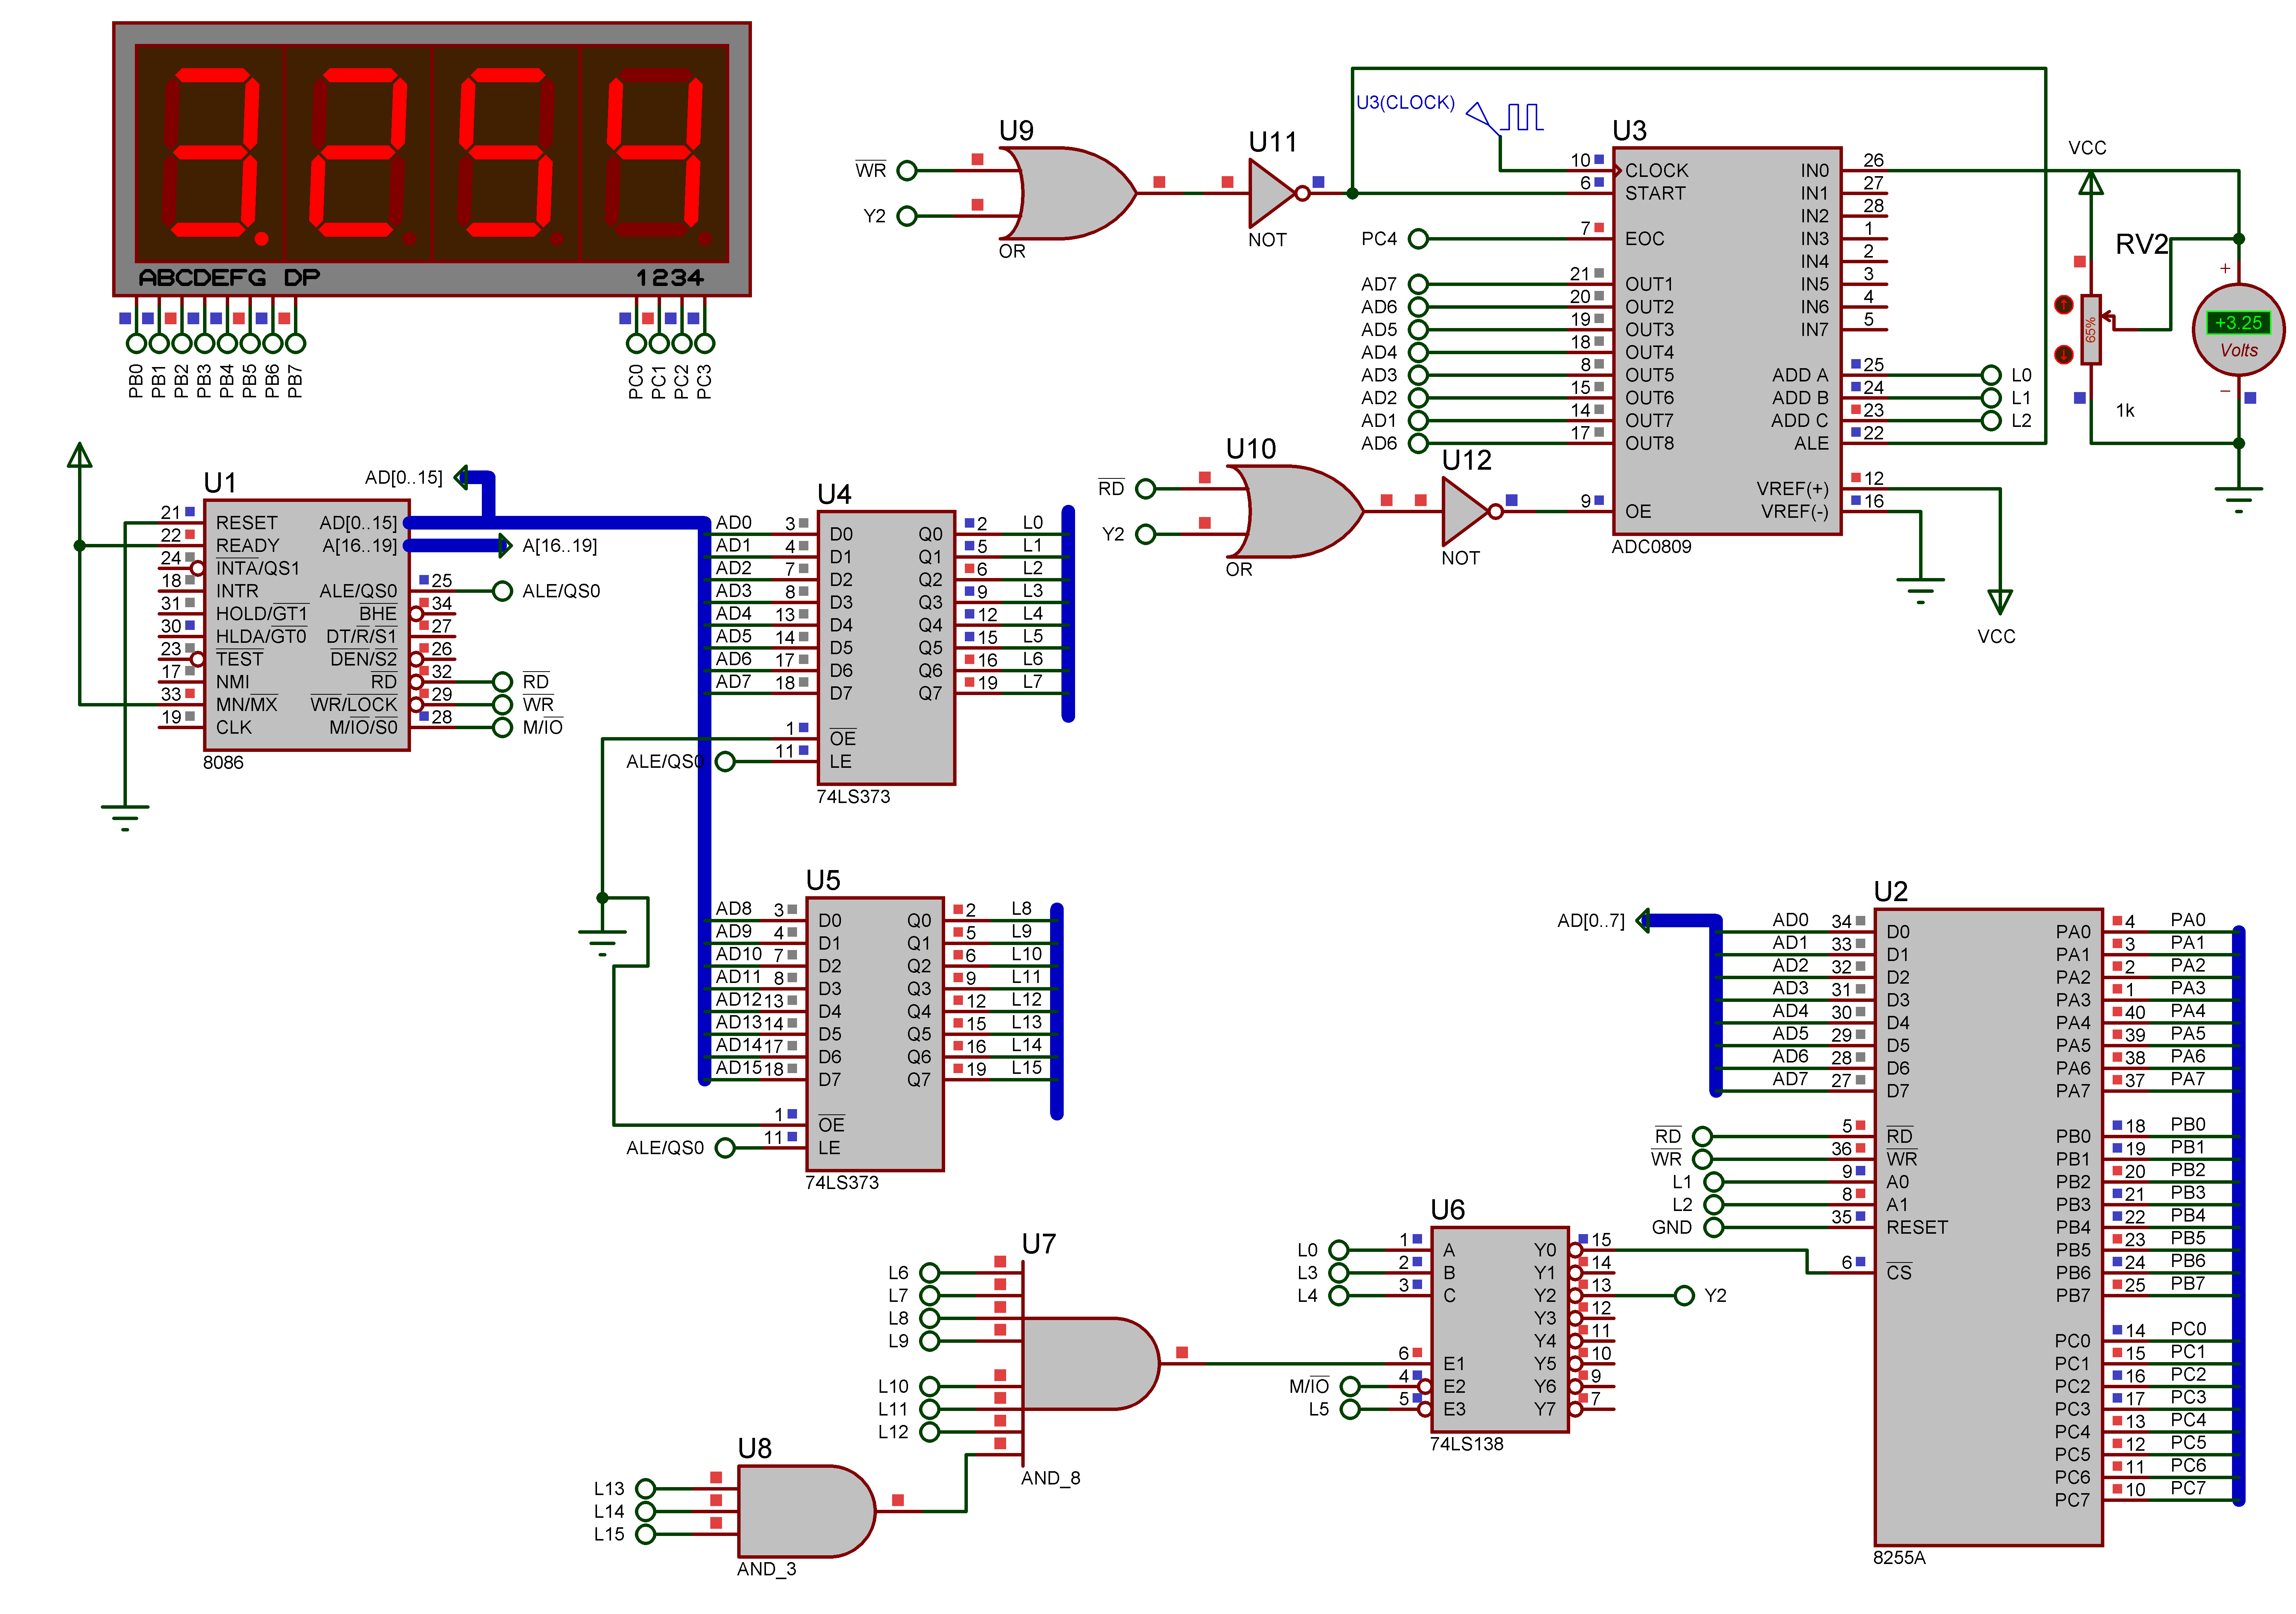 3.254
ABCDEFG DP
1234
PB0
PB1
PB2
PB3
PB4
PB5
PB6
PB7
PC0
PC1
PC2
PC3
U9
WR
Y2
OR
U11
NOT
U3(CLOCK)
U3
10 CLOCK
6 START
7 EOC
21 OUT1
20 OUT2
19 OUT3
18 OUT4
8 OUT5
15 OUT6
14 OUT7
17 OUT8
9 OE
IN0 26
IN1 27
IN2 28
IN3 1
IN4 2
IN5 3
IN6 4
IN7 5
ADD A 25
ADD B 24
ADD C 23
ALE 22
VREF(+) 12
VREF(-) 16
ADC0809
PC4
AD7
AD6
AD5
AD4
AD3
AD2
AD1
AD6
L0
L1
L2
VCC
VCC
RV2
65%
1k
+
+3.25
Volts
−
U10
RD
Y2
OR
U12
NOT
U1
21 RESET
22 READY
24 INTA/QS1
18 INTR
31 HOLD/GT1
30 HLDA/GT0
23 TEST
17 NMI
33 MN/MX
19 CLK
AD[0..15]
A[16..19]
ALE/QS0 25
BHE 34
DT/R/S1 27
DEN/S2 26
RD 32
WR/LOCK 29
M/IO/S0 28
8086
AD[0..15]
A[16..19]
ALE/QS0
RD
WR
M/IO
U4
AD0 3 D0 Q0 2 L0
AD1 4 D1 Q1 5 L1
AD2 7 D2 Q2 6 L2
AD3 8 D3 Q3 9 L3
AD4 13 D4 Q4 12 L4
AD5 14 D5 Q5 15 L5
AD6 17 D6 Q6 16 L6
AD7 18 D7 Q7 19 L7
1 OE
ALE/QS0 11 LE
74LS373
U5
AD8 3 D0 Q0 2 L8
AD9 4 D1 Q1 5 L9
AD10 7 D2 Q2 6 L10
AD11 8 D3 Q3 9 L11
AD12 13 D4 Q4 12 L12
AD13 14 D5 Q5 15 L13
AD14 17 D6 Q6 16 L14
AD15 18 D7 Q7 19 L15
1 OE
ALE/QS0 11 LE
74LS373
U7
L6
L7
L8
L9
L10
L11
L12
AND_8
U8
L13
L14
L15
AND_3
U6
L0 1 A Y0 15
L3 2 B Y1 14
L4 3 C Y2 13 Y2
Y3 12
Y4 11
6 E1 Y5 10
M/IO 4 E2 Y6 9
L5 5 E3 Y7 7
74LS138
U2
AD[0..7]
AD0 34 D0 PA0 4 PA0
AD1 33 D1 PA1 3 PA1
AD2 32 D2 PA2 2 PA2
AD3 31 D3 PA3 1 PA3
AD4 30 D4 PA4 40 PA4
AD5 29 D5 PA5 39 PA5
AD6 28 D6 PA6 38 PA6
AD7 27 D7 PA7 37 PA7
RD 5 RD PB0 18 PB0
WR 36 WR PB1 19 PB1
L1 9 A0 PB2 20 PB2
L2 8 A1 PB3 21 PB3
GND 35 RESET PB4 22 PB4
PB5 23 PB5
6 CS PB6 24 PB6
PB7 25 PB7
PC0 14 PC0
PC1 15 PC1
PC2 16 PC2
PC3 17 PC3
PC4 13 PC4
PC5 12 PC5
PC6 11 PC6
PC7 10 PC7
8255A